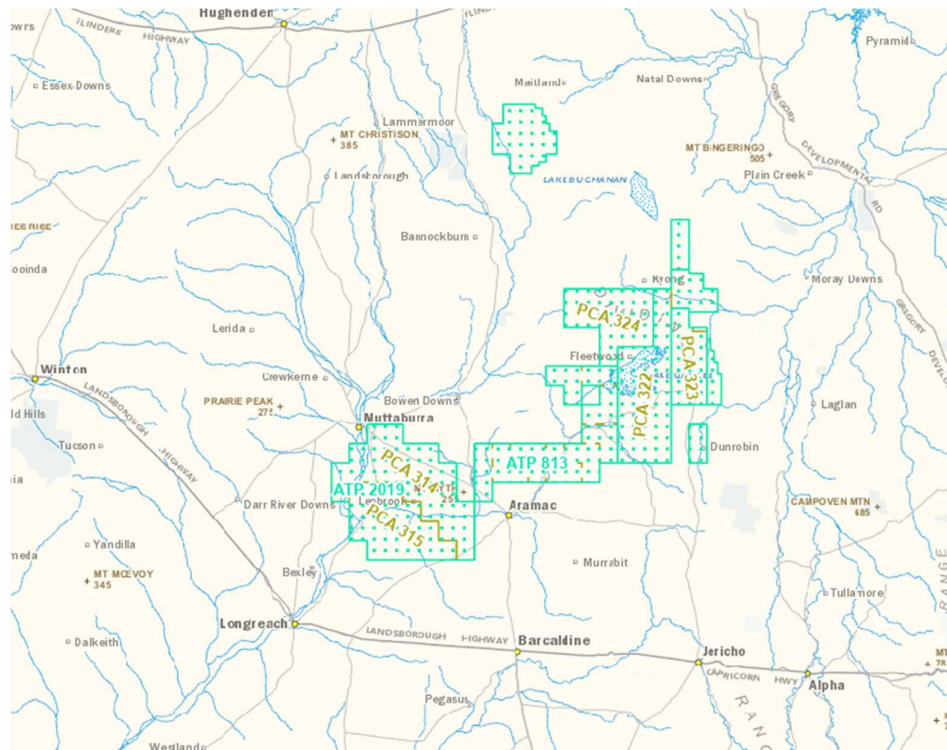 Hughenden
FLINDERS
HIGHWAY
Pyramid
Essex Downs
Maitland
Natal Downs
GREGORY
Lammermoor
MT CHRISTISON
385
MT BINGERINGO
505
DEVELOPMENTAL
RD
Landsborough
LAKE BUCHANAN
Plain Creek
Bannockburn
Kyong
Moray Downs
PCA 324
GREGORY
Lerida
Fleetwood
PCA 323
Winton
Crewkerne
PCA 322
PRAIRIE PEAK
275
Bowen Downs
LANDSBOROUGH
HIGHWAY
Laglan
Muttaburra
Tucson
Dunrobin
PCA 314
ATP 813
ATP 2019
Darr River Downs
Aramac
CAMPOVEN MTN
685
PCA 315
Yandilla
Murrabit
RANGE
Bexley
MT MCEVOY
345
Tullamore
Longreach
LANDSBOROUGH
HIGHWAY
Barcaldine
Dalkeith
Jericho
CAPRICORN HWY
Alpha
Pegasus
Westland